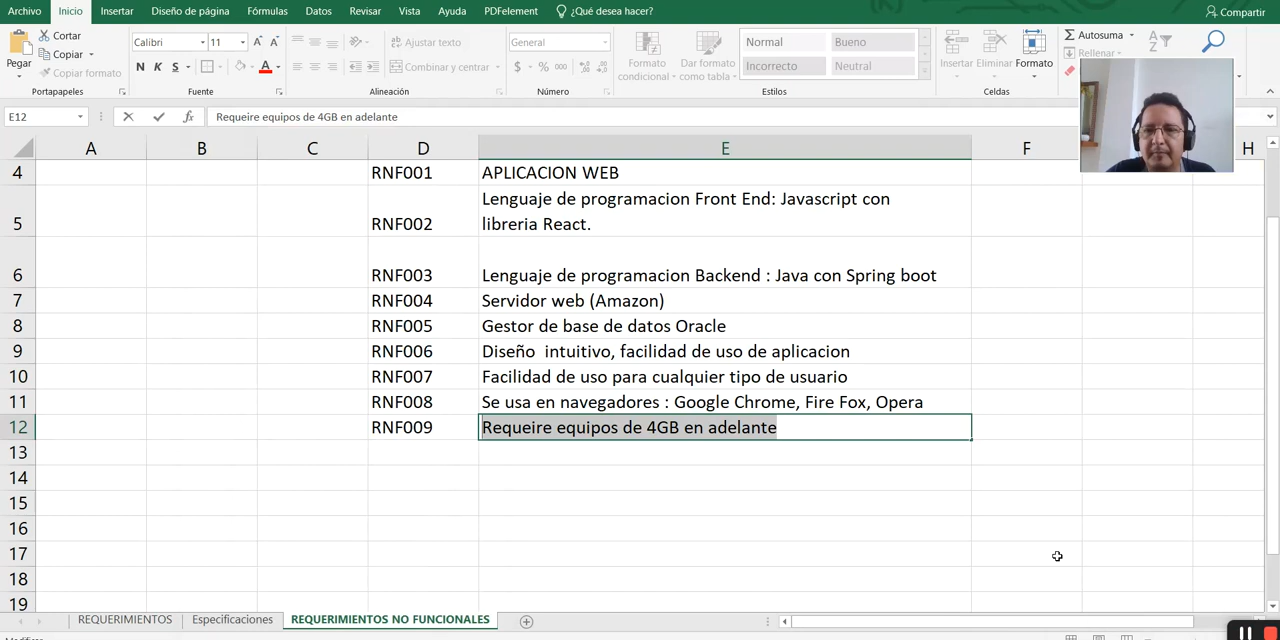 Archivo Inicio Insertar Diseño de página Fórmulas Datos Revisar Vista Ayuda PDFelement ¿Qué desea hacer? Compartir
Pegar Cortar Copiar Copiar formato
Calibri 11 N K S A A A
Ajustar texto Combinar y centrar
General $ % 000
Formato condicional Dar formato como tabla
Normal Bueno
Incorrecto Neutral
Insertar Eliminar Formato
Autosuma
Rellenar
Portapapeles Fuente Alineación Número Estilos Celdas
E12 fx Requeire equipos de 4GB en adelante
A B C D E F H
4 RNF001 APLICACION WEB
Lenguaje de programacion Front End: Javascript con
5 RNF002 libreria React.
6 RNF003 Lenguaje de programacion Backend : Java con Spring boot
7 RNF004 Servidor web (Amazon)
8 RNF005 Gestor de base de datos Oracle
9 RNF006 Diseño  intuitivo, facilidad de uso de aplicacion
10 RNF007 Facilidad de uso para cualquier tipo de usuario
11 RNF008 Se usa en navegadores : Google Chrome, Fire Fox, Opera
12 RNF009 Requeire equipos de 4GB en adelante
13
14
15
16
17
18
19
REQUERIMIENTOS Especificaciones REQUERIMIENTOS NO FUNCIONALES